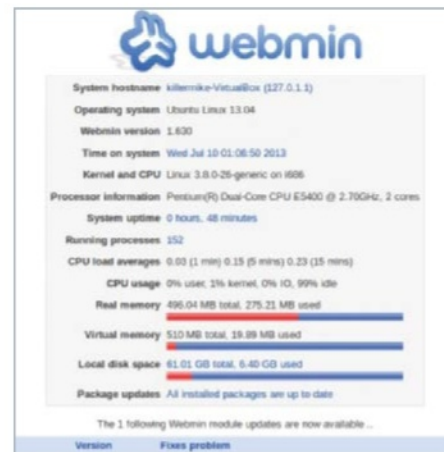 webmin
System hostname killermike-VirtualBox (127.0.1.1)
Operating system Ubuntu Linux 13.04
Webmin version 1.630
Time on system Wed Jul 10 01:06:50 2013
Kernel and CPU Linux 3.8.0-26-generic on i686
Processor information Pentium(R) Dual-Core CPU E5400 @ 2.70GHz, 2 cores
System uptime 0 hours, 48 minutes
Running processes 152
CPU load averages 0.03 (1 min) 0.15 (5 mins) 0.23 (15 mins)
CPU usage 0% user, 1% kernel, 0% IO, 99% idle
Real memory 496.04 MB total, 275.21 MB used
Virtual memory 510 MB total, 19.89 MB used
Local disk space 61.01 GB total, 6.40 GB used
Package updates All installed packages are up to date
The 1 following Webmin module updates are now available ...
Version Fixes problem